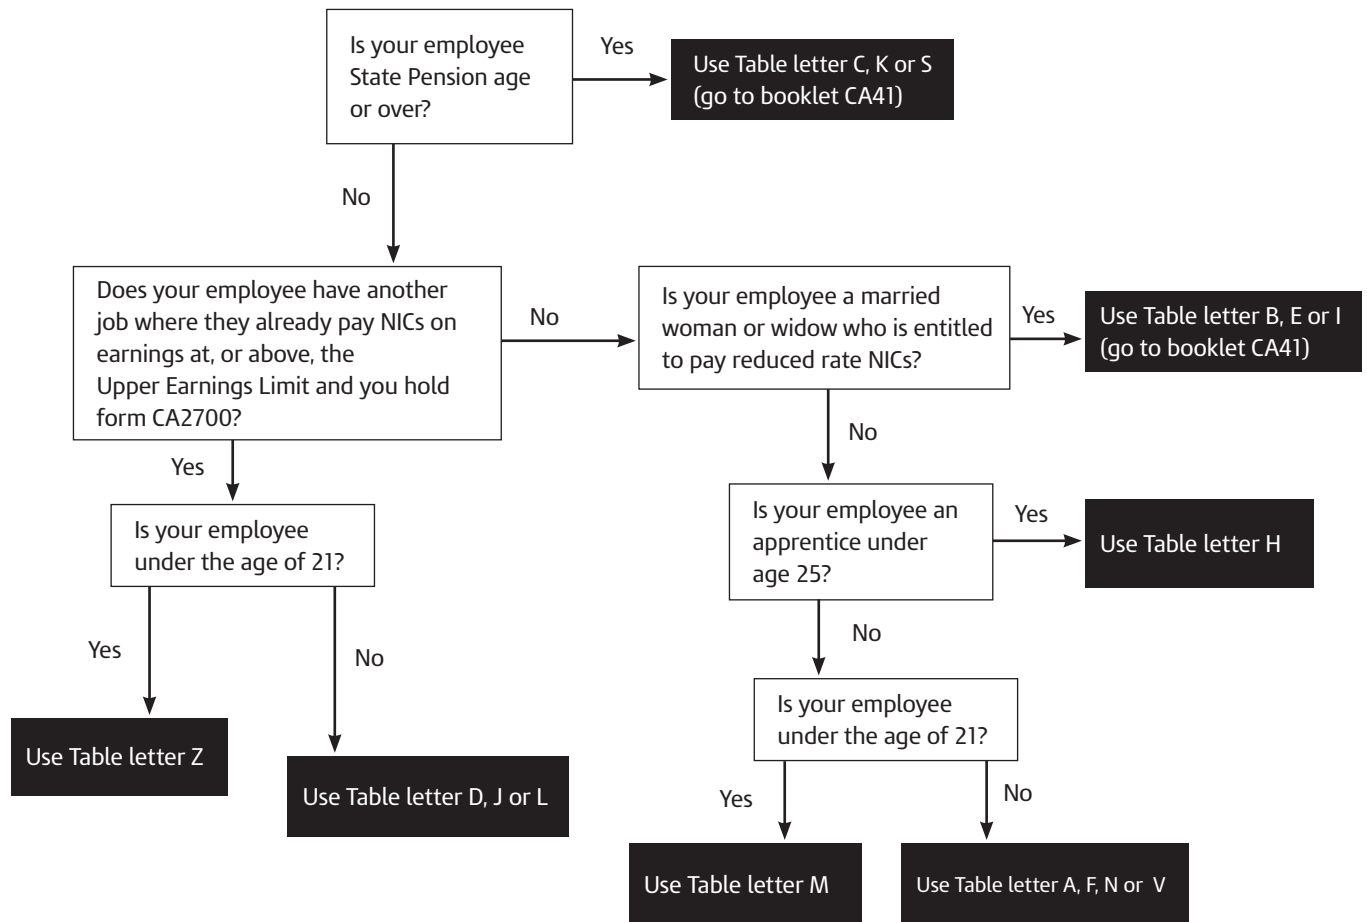 Is your employee
State Pension age
or over?
Yes
Use Table letter C, K or S
(go to booklet CA41)
No
Does your employee have another
job where they already pay NICs on
earnings at, or above, the
Upper Earnings Limit and you hold
form CA2700?
No
Is your employee a married
woman or widow who is entitled
to pay reduced rate NICs?
Yes
Use Table letter B, E or I
(go to booklet CA41)
Yes
Is your employee
under the age of 21?
Yes
No
Use Table letter Z
Use Table letter D, J or L
No
Is your employee an
apprentice under
age 25?
Yes
Use Table letter H
No
Is your employee
under the age of 21?
Yes
No
Use Table letter M
Use Table letter A, F, N or V